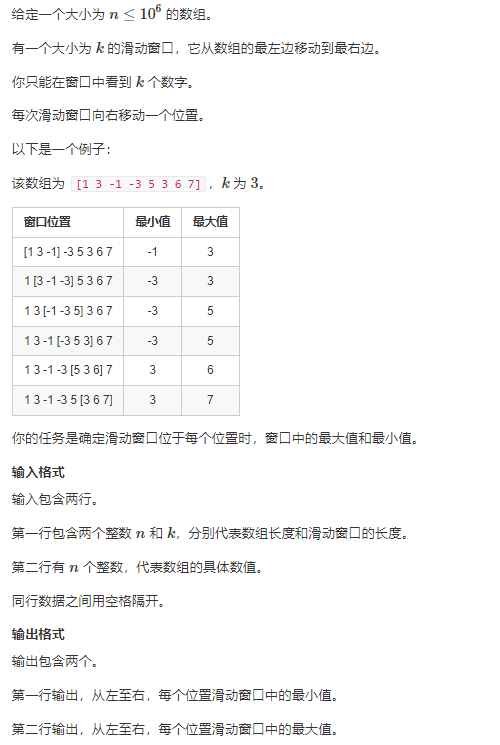 给定一个大小为 n ≤ 10⁶ 的数组。
有一个大小为 k 的滑动窗口，它从数组的最左边移动到最右边。
你只能在窗口中看到 k 个数字。
每次滑动窗口向右移动一个位置。
以下是一个例子：
该数组为 [1 3 -1 -3 5 3 6 7]，k 为 3。
窗口位置 最小值 最大值
[1 3 -1] -3 5 3 6 7 -1 3
1 [3 -1 -3] 5 3 6 7 -3 3
1 3 [-1 -3 5] 3 6 7 -3 5
1 3 -1 [-3 5 3] 6 7 -3 5
1 3 -1 -3 [5 3 6] 7 3 6
1 3 -1 -3 5 [3 6 7] 3 7
你的任务是确定滑动窗口位于每个位置时，窗口中的最大值和最小值。
输入格式
输入包含两行。
第一行包含两个整数 n 和 k，分别代表数组长度和滑动窗口的长度。
第二行有 n 个整数，代表数组的具体数值。
同行数据之间用空格隔开。
输出格式
输出包含两个。
第一行输出，从左至右，每个位置滑动窗口中的最小值。
第二行输出，从左至右，每个位置滑动窗口中的最大值。